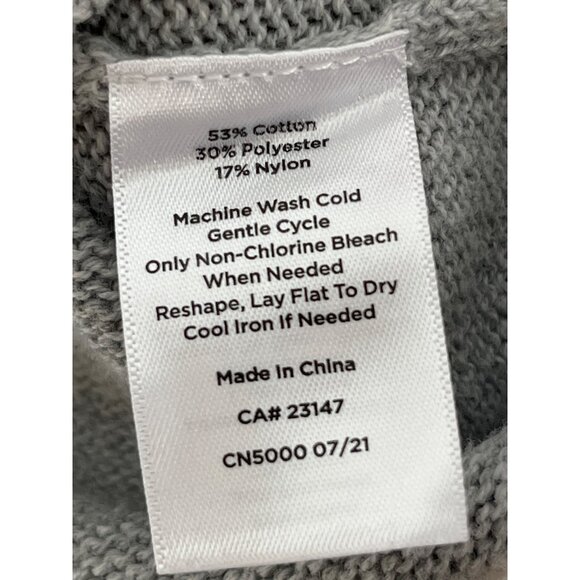 53% Cotton
30% Polyester
17% Nylon
Machine Wash Cold
Gentle Cycle
Only Non-Chlorine Bleach
When Needed
Reshape, Lay Flat To Dry
Cool Iron If Needed
Made In China
CA# 23147
CN5000 07/21